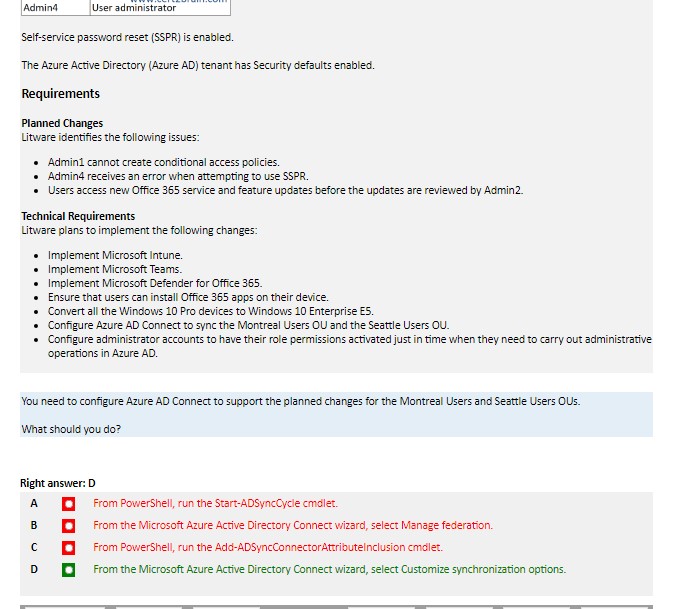 Admin4 User administrator
Self-service password reset (SSPR) is enabled.
The Azure Active Directory (Azure AD) tenant has Security defaults enabled.
Requirements
Planned Changes
Litware identifies the following issues:
• Admin1 cannot create conditional access policies.
• Admin4 receives an error when attempting to use SSPR.
• Users access new Office 365 service and feature updates before the updates are reviewed by Admin2.
Technical Requirements
Litware plans to implement the following changes:
• Implement Microsoft Intune.
• Implement Microsoft Teams.
• Implement Microsoft Defender for Office 365.
• Ensure that users can install Office 365 apps on their device.
• Convert all the Windows 10 Pro devices to Windows 10 Enterprise E5.
• Configure Azure AD Connect to sync the Montreal Users OU and the Seattle Users OU.
• Configure administrator accounts to have their role permissions activated just in time when they need to carry out administrative
operations in Azure AD.
You need to configure Azure AD Connect to support the planned changes for the Montreal Users and Seattle Users OUs.
What should you do?
Right answer: D
A From PowerShell, run the Start-ADSyncCycle cmdlet.
B From the Microsoft Azure Active Directory Connect wizard, select Manage federation.
C From PowerShell, run the Add-ADSyncConnectorAttributeInclusion cmdlet.
D From the Microsoft Azure Active Directory Connect wizard, select Customize synchronization options.